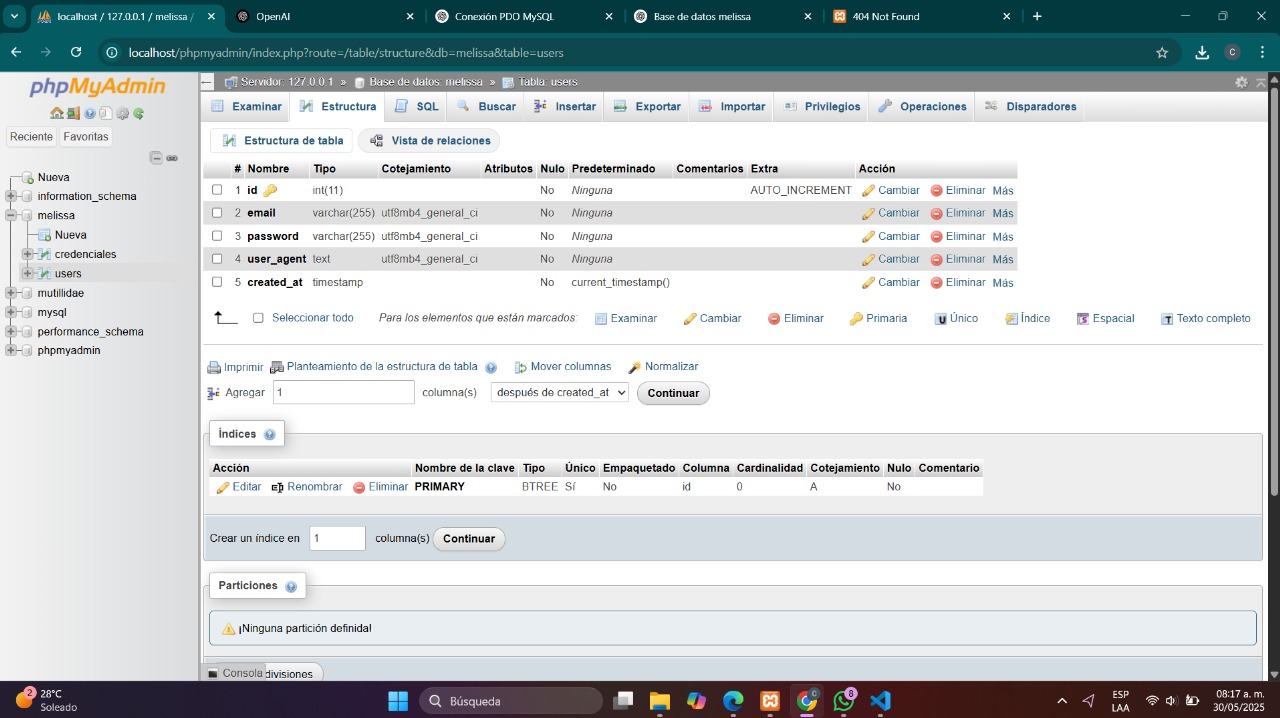 localhost / 127.0.0.1 / melissa /
OpenAI
Conexión PDO MySQL
Base de datos melissa
404 Not Found
localhost/phpmyadmin/index.php?route=/table/structure&db=melissa&table=users
C
phpMyAdmin
Reciente Favoritas
Nueva
information_schema
melissa
Nueva
credenciales
users
mutillidae
mysql
performance_schema
phpmyadmin
Servidor: 127.0.0.1 » Base de datos: melissa » Tabla: users
Examinar Estructura SQL Buscar Insertar Exportar Importar Privilegios Operaciones Disparadores
Estructura de tabla Vista de relaciones
# Nombre Tipo Cotejamiento Atributos Nulo Predeterminado Comentarios Extra Acción
1 id int(11) No Ninguna AUTO_INCREMENT Cambiar Eliminar Más
2 email varchar(255) utf8mb4_general_ci No Ninguna Cambiar Eliminar Más
3 password varchar(255) utf8mb4_general_ci No Ninguna Cambiar Eliminar Más
4 user_agent text utf8mb4_general_ci No Ninguna Cambiar Eliminar Más
5 created_at timestamp No current_timestamp() Cambiar Eliminar Más
Seleccionar todo Para los elementos que están marcados: Examinar Cambiar Eliminar Primaria Único Índice Espacial Texto completo
Imprimir Planteamiento de la estructura de tabla Mover columnas Normalizar
Agregar 1 columna(s) después de created_at Continuar
Índices
Acción Nombre de la clave Tipo Único Empaquetado Columna Cardinalidad Cotejamiento Nulo Comentario
Editar Renombrar Eliminar PRIMARY BTREE Sí No id 0 A No
Crear un índice en 1 columna(s) Continuar
Particiones
¡Ninguna partición definida!
Consola divisiones
2 28°C
Soleado
Búsqueda
8
ESP
LAA
08:17 a. m.
30/05/2025